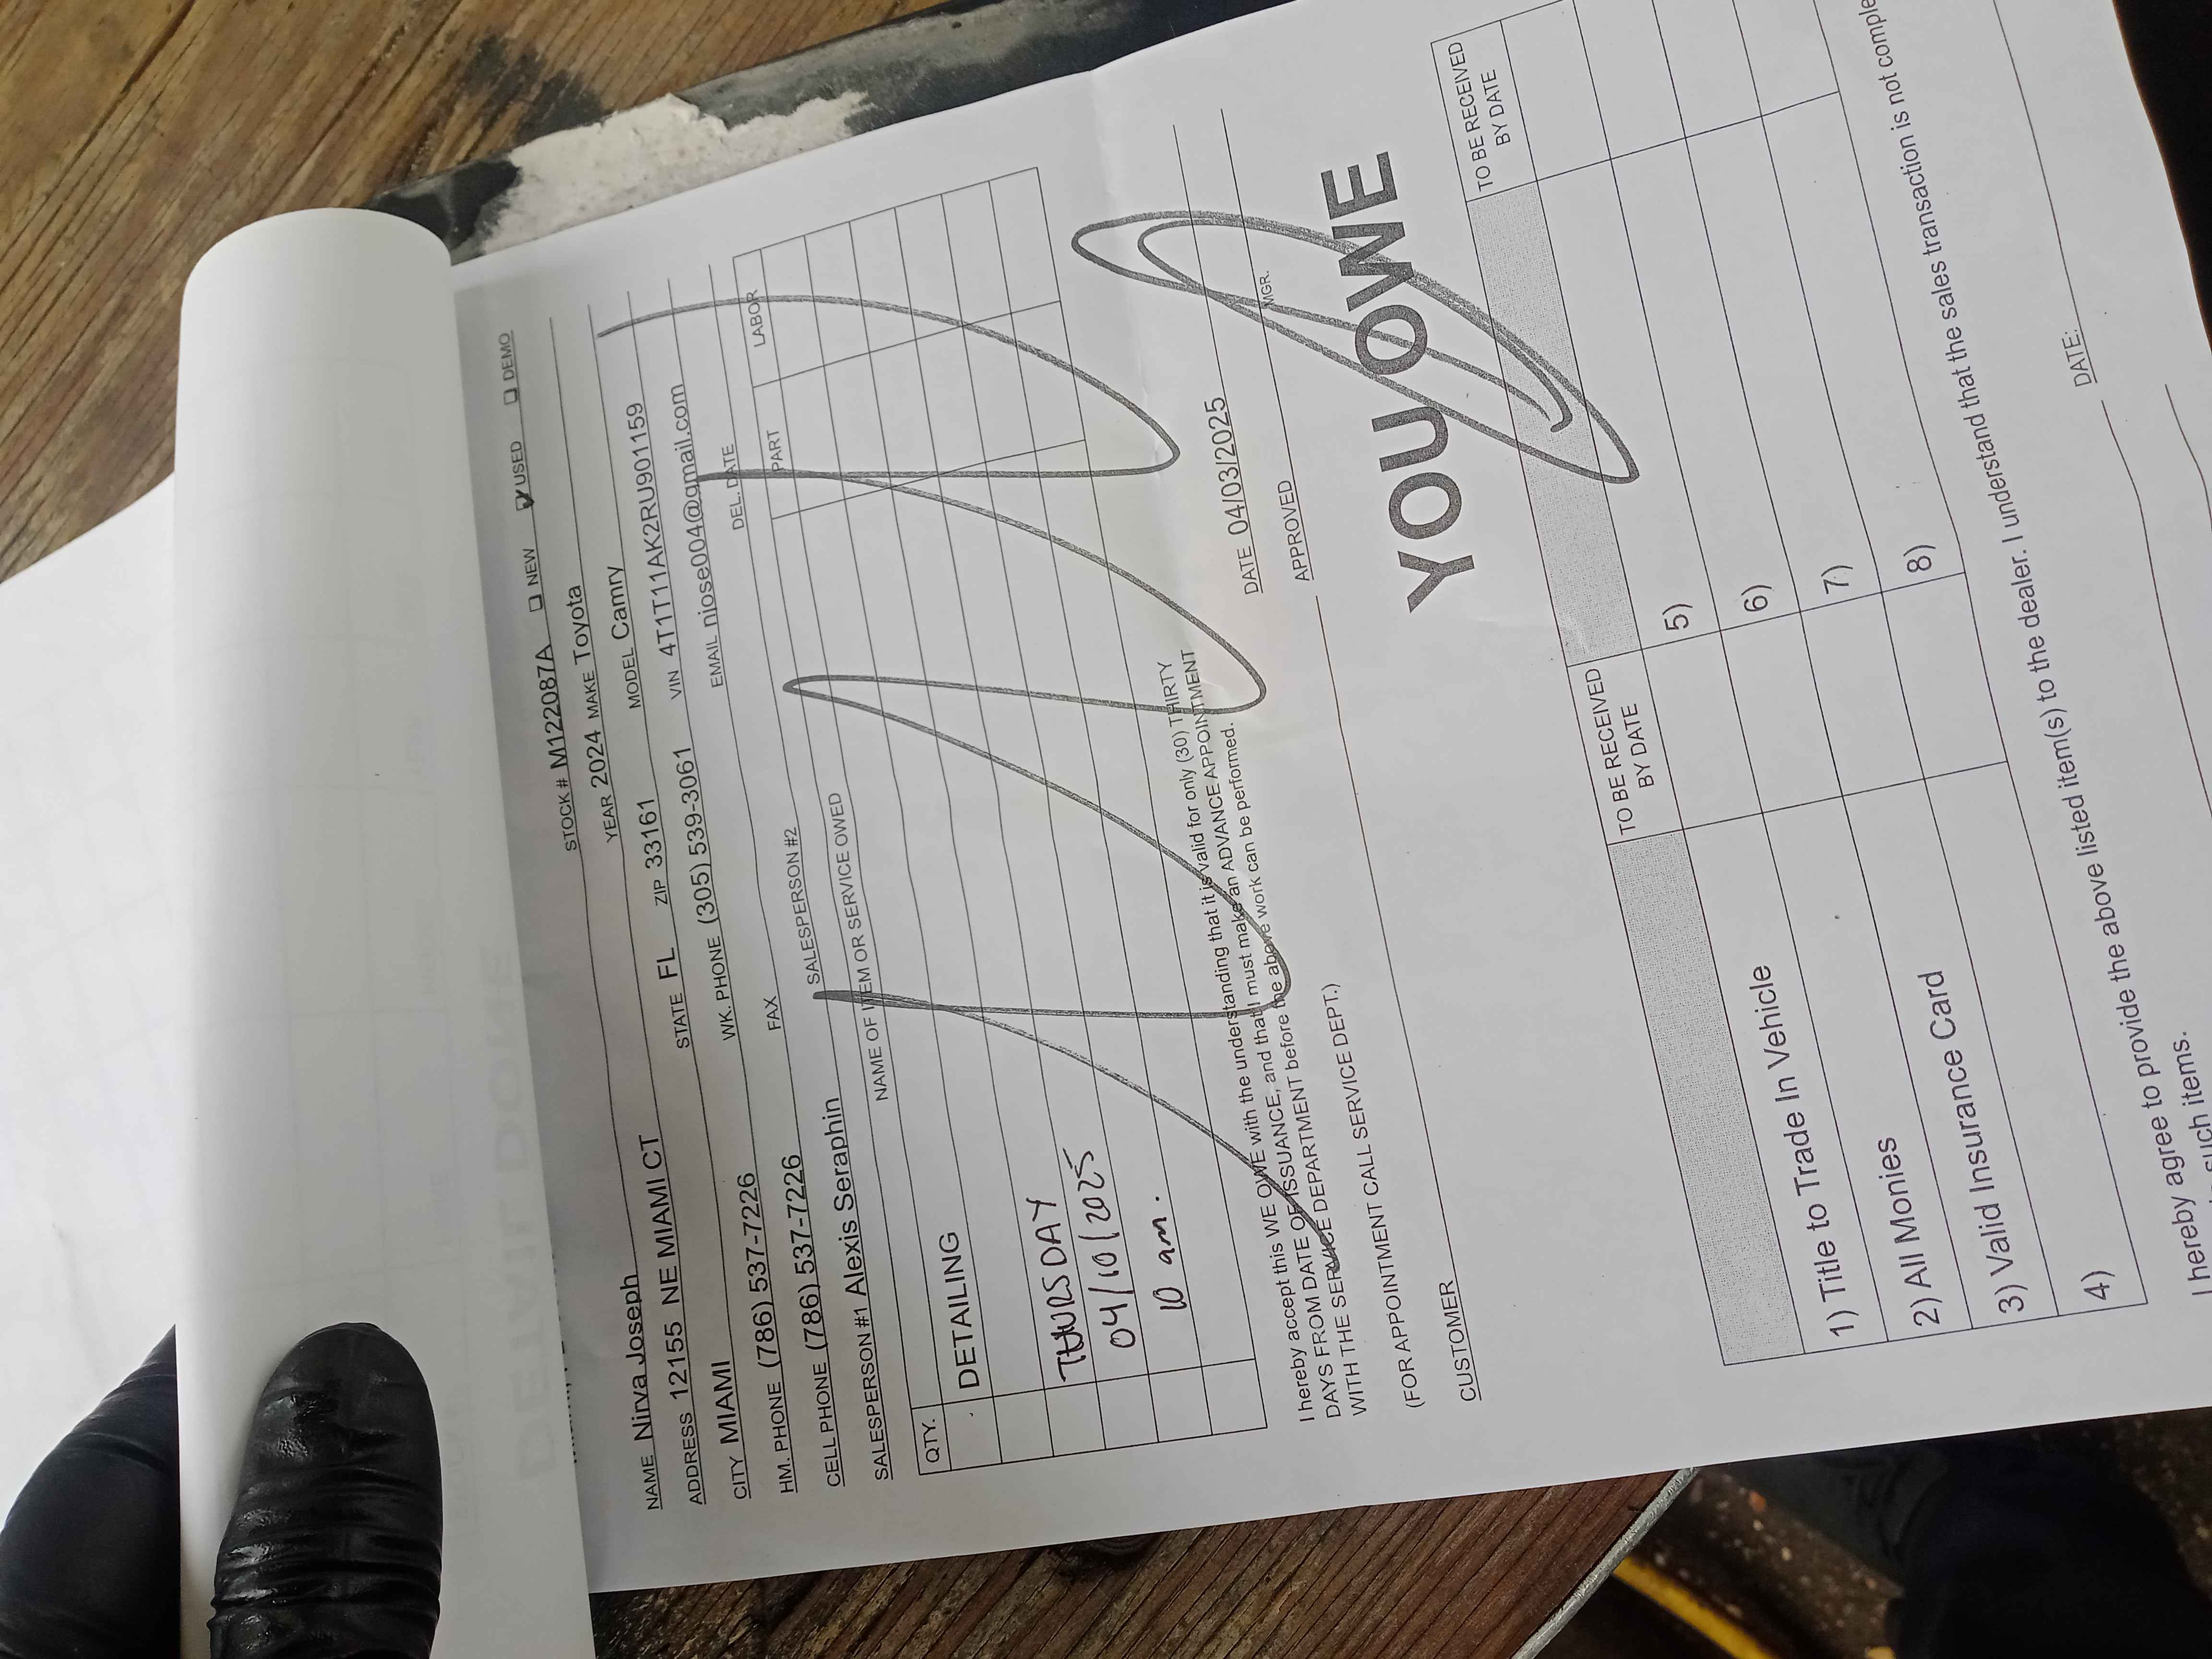 STOCK# M122087A ☐ NEW ☑ USED ☐ DEMO
NAME Nirva Joseph YEAR 2024 MAKE Toyota
ADDRESS 12155 NE MIAMI CT MODEL Camry
CITY MIAMI STATE FL ZIP 33161 VIN 4T1T11AK2RU901159
HM. PHONE (786) 537-7226 WK. PHONE (305) 539-3061 EMAIL njose004@gmail.com
CELL PHONE (786) 537-7226 FAX DEL. DATE
SALESPERSON #1 Alexis Seraphin SALESPERSON #2
QTY. NAME OF ITEM OR SERVICE OWED PART LABOR
DETAILING
THURSDAY
04/10/2025
10 am.
I hereby accept this WE OWE with the understanding that it is valid for only (30) THIRTY
DAYS FROM DATE OF ISSUANCE, and that I must make an ADVANCE APPOINTMENT
WITH THE SERVICE DEPARTMENT before the above work can be performed.
(FOR APPOINTMENT CALL SERVICE DEPT.)
DATE 04/03/2025
CUSTOMER APPROVED MGR.
YOU OWE
TO BE RECEIVED BY DATE
TO BE RECEIVED BY DATE
1) Title to Trade In Vehicle 5)
2) All Monies 6)
3) Valid Insurance Card 7)
4) 8)
I hereby agree to provide the above listed item(s) to the dealer. I understand that the sales transaction is not comple
such items.
DATE: